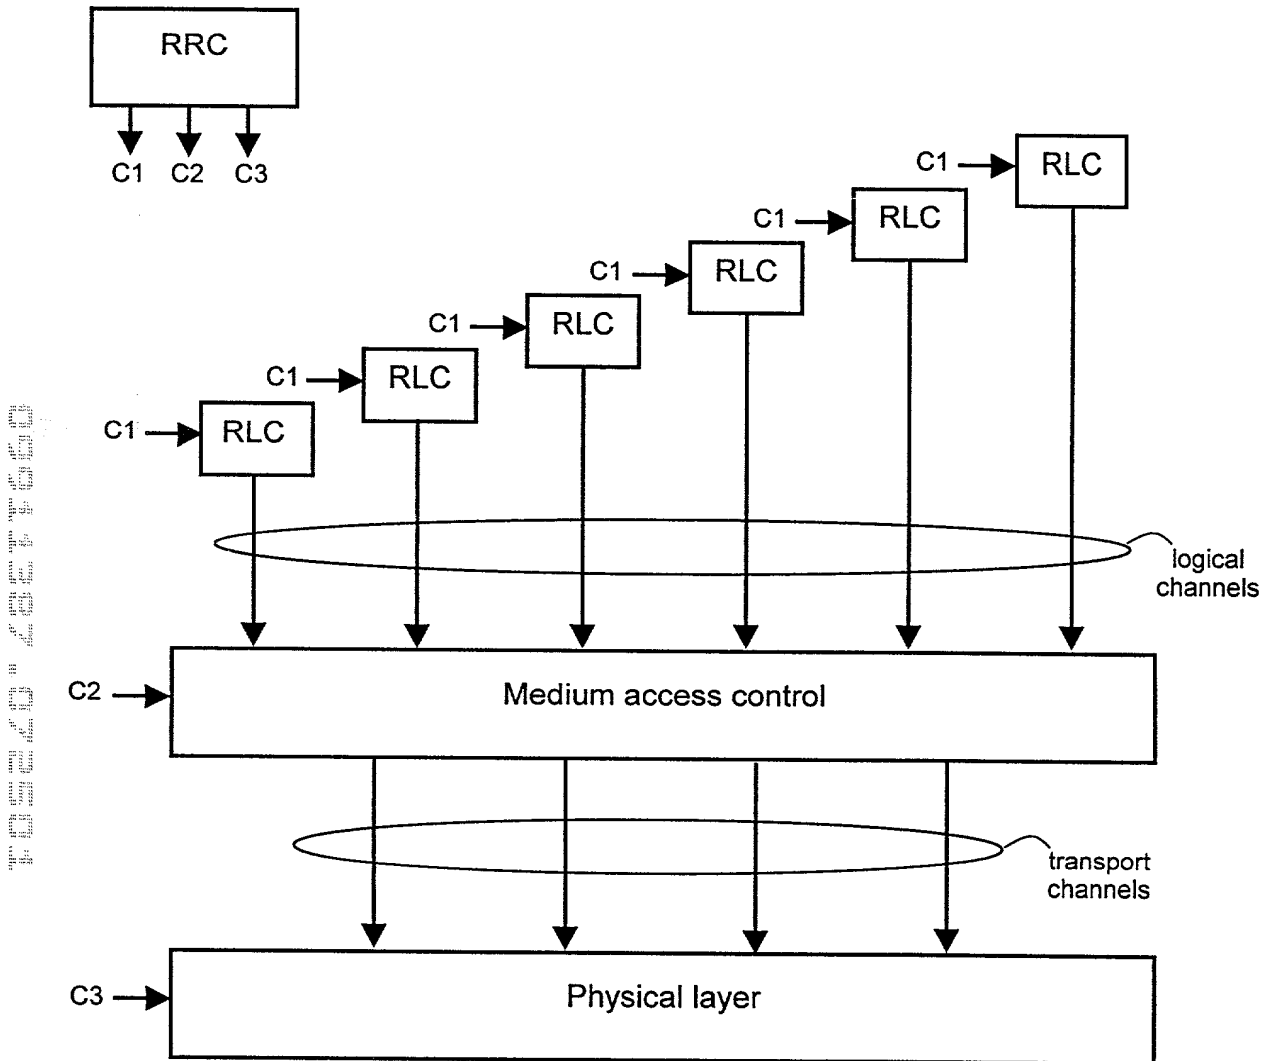 RRC
C1 C2 C3
C1 RLC
C1 RLC
C1 RLC
C1 RLC
C1 RLC
C1 RLC
logical
channels
C2 Medium access control
transport
channels
C3 Physical layer